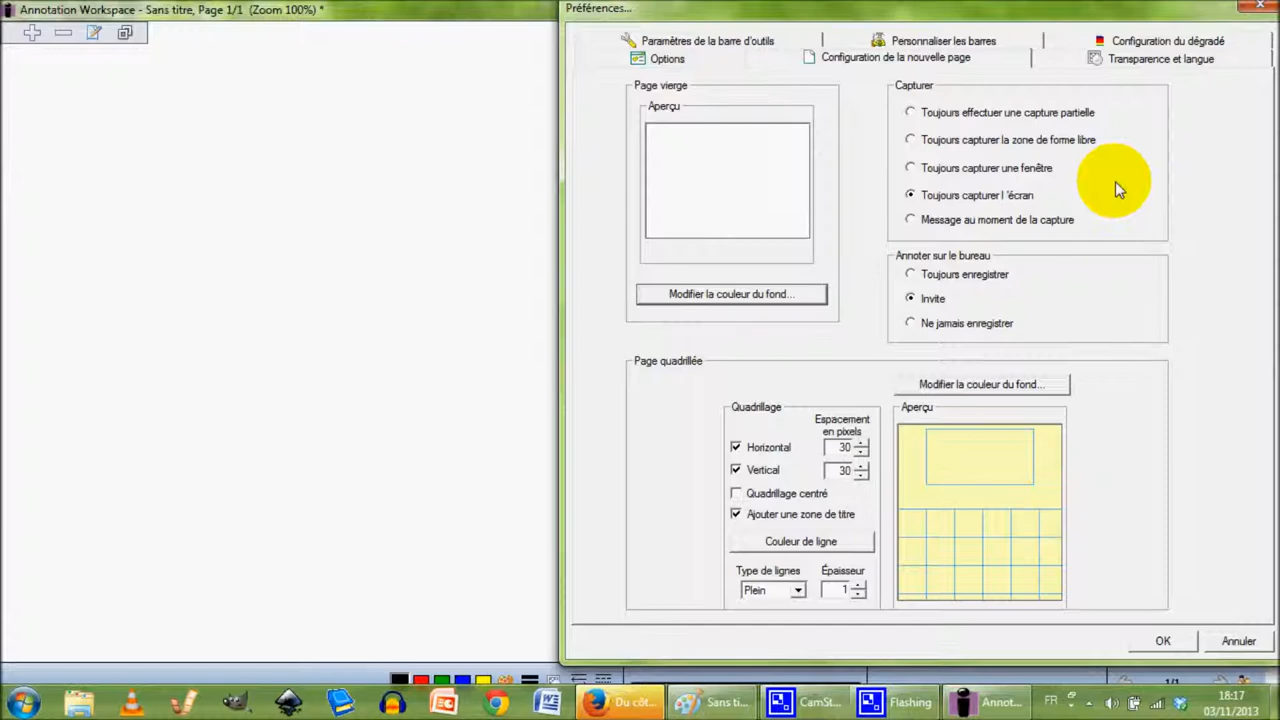 Annotation Workspace - Sans titre, Page 1/1 (Zoom 100%) *
Préférences...
Paramètres de la barre d'outils
Personnaliser les barres
Configuration du dégradé
Options
Configuration de la nouvelle page
Transparence et langue
Page vierge
Aperçu
Modifier la couleur du fond...
Capturer
Toujours effectuer une capture partielle
Toujours capturer la zone de forme libre
Toujours capturer une fenêtre
Toujours capturer l 'écran
Message au moment de la capture
Annoter sur le bureau
Toujours enregistrer
Invite
Ne jamais enregistrer
Page quadrillée
Modifier la couleur du fond...
Quadrillage
Espacement
en pixels
Horizontal 30
Vertical 30
Quadrillage centré
Ajouter une zone de titre
Couleur de ligne
Type de lignes Épaisseur
Plein 1
Aperçu
OK Annuler
1/1
Du côt...
Sans ti...
CamSt...
Flashing
Annot...
FR
18:17
03/11/2013